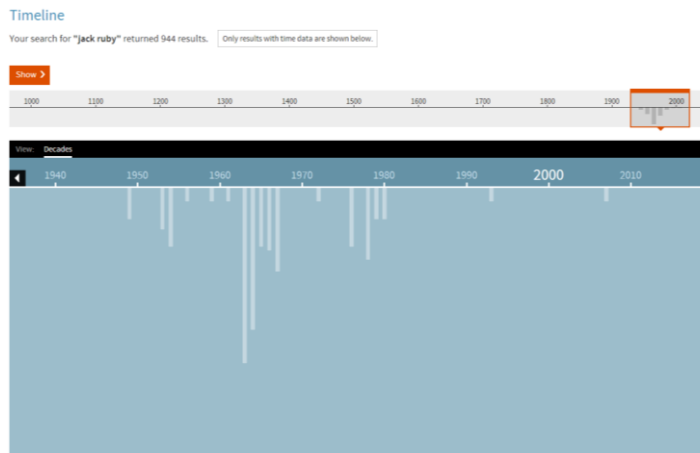 Timeline
Your search for "jack ruby" returned 944 results. Only results with time data are shown below.
Show
1000 1100 1200 1300 1400 1500 1600 1700 1800 1900 2000
View: Decades
1940 1950 1960 1970 1980 1990 2000 2010